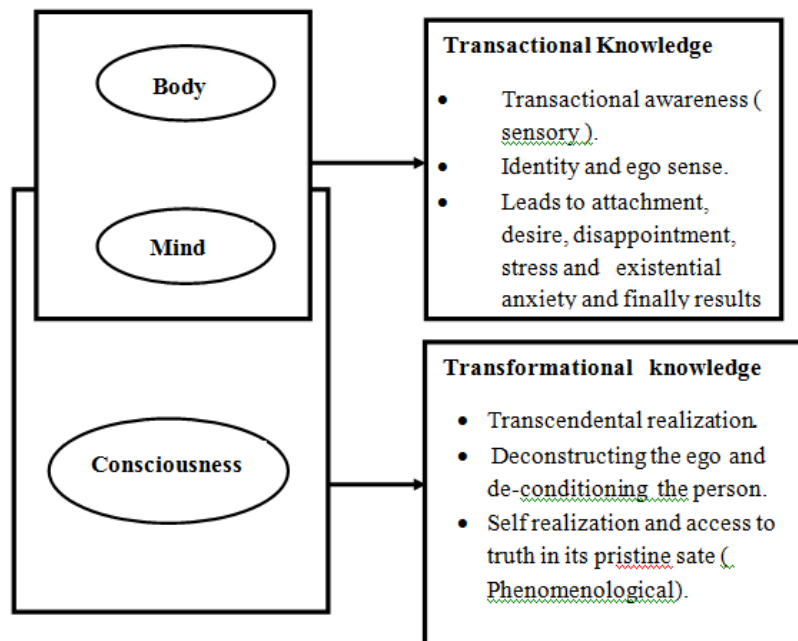 Body
Mind
Consciousness
Transactional Knowledge
• Transactional awareness (
sensory ).
• Identity and ego sense.
• Leads to attachment,
desire, disappointment,
stress and existential
anxiety and finally results
Transformational knowledge
• Transcendental realization.
• Deconstructing the ego and
de-conditioning the person.
• Self realization and access to
truth in its pristine sate (
Phenomenological).